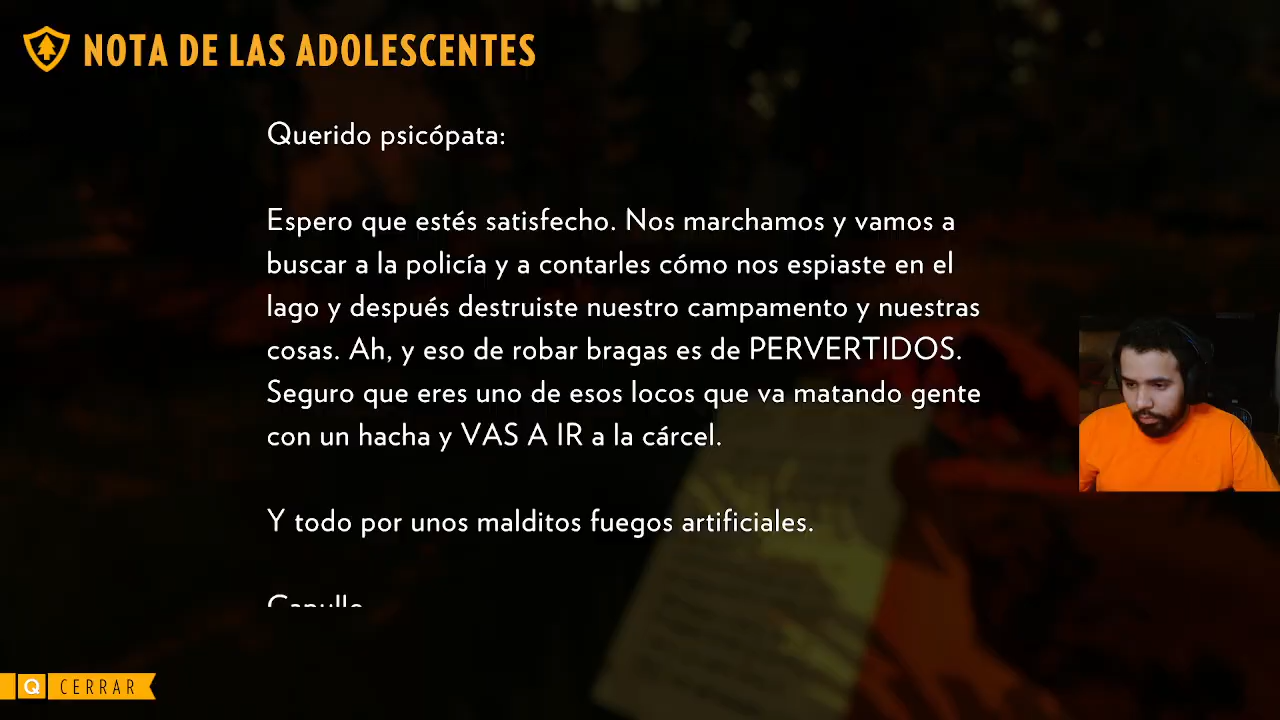 NOTA DE LAS ADOLESCENTES
Querido psicópata:
Espero que estés satisfecho. Nos marchamos y vamos a
buscar a la policía y a contarles cómo nos espiaste en el
lago y después destruiste nuestro campamento y nuestras
cosas. Ah, y eso de robar bragas es de PERVERTIDOS.
Seguro que eres uno de esos locos que va matando gente
con un hacha y VAS A IR a la cárcel.
Y todo por unos malditos fuegos artificiales.
Capullo
Q CERRAR